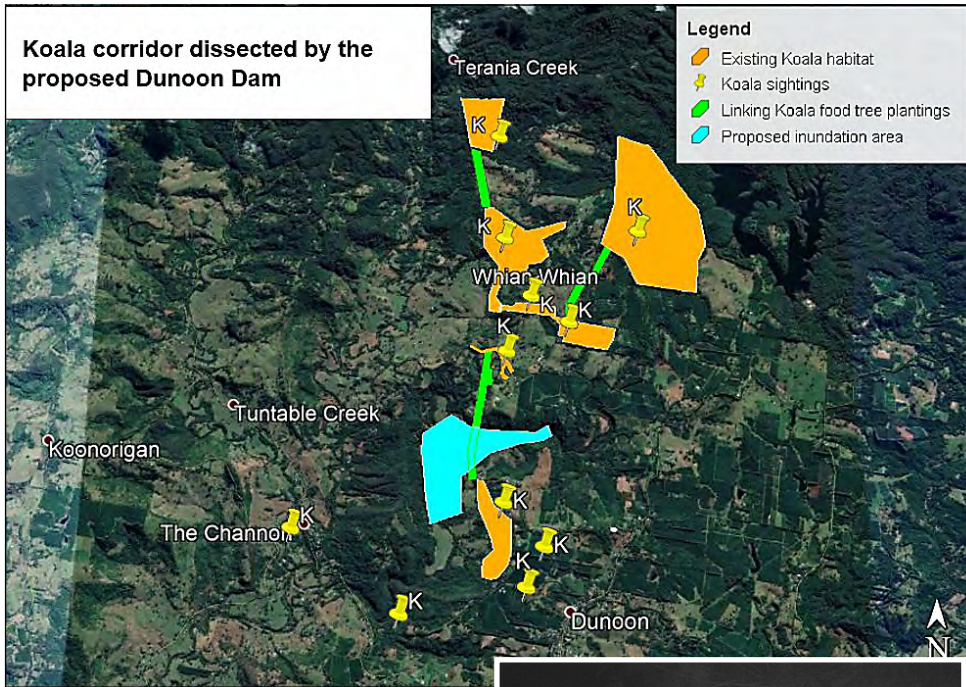 Koala corridor dissected by the
proposed Dunoon Dam
Legend
Existing Koala habitat
Koala sightings
Linking Koala food tree plantings
Proposed inundation area
Terania Creek
K
K
K
Whian Whian
K
K
K
Tuntable Creek
Koonorigan
K
The Channon
K
K
K
K
Dunoon
N